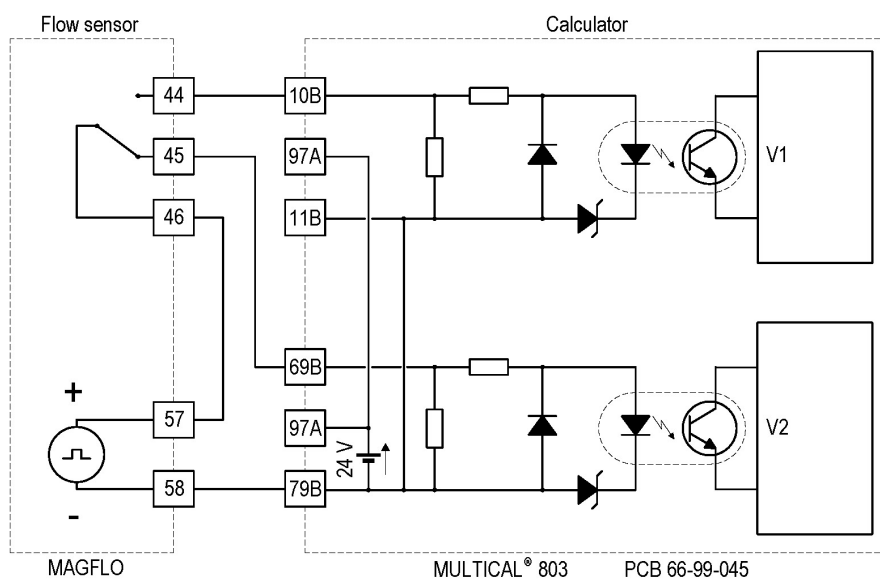 Flow sensor
Calculator
44
10B
45
97A
V1
46
11B
69B
+
57
97A
24 V
V2
58
79B
-
MAGFLO
MULTICAL® 803
PCB 66-99-045